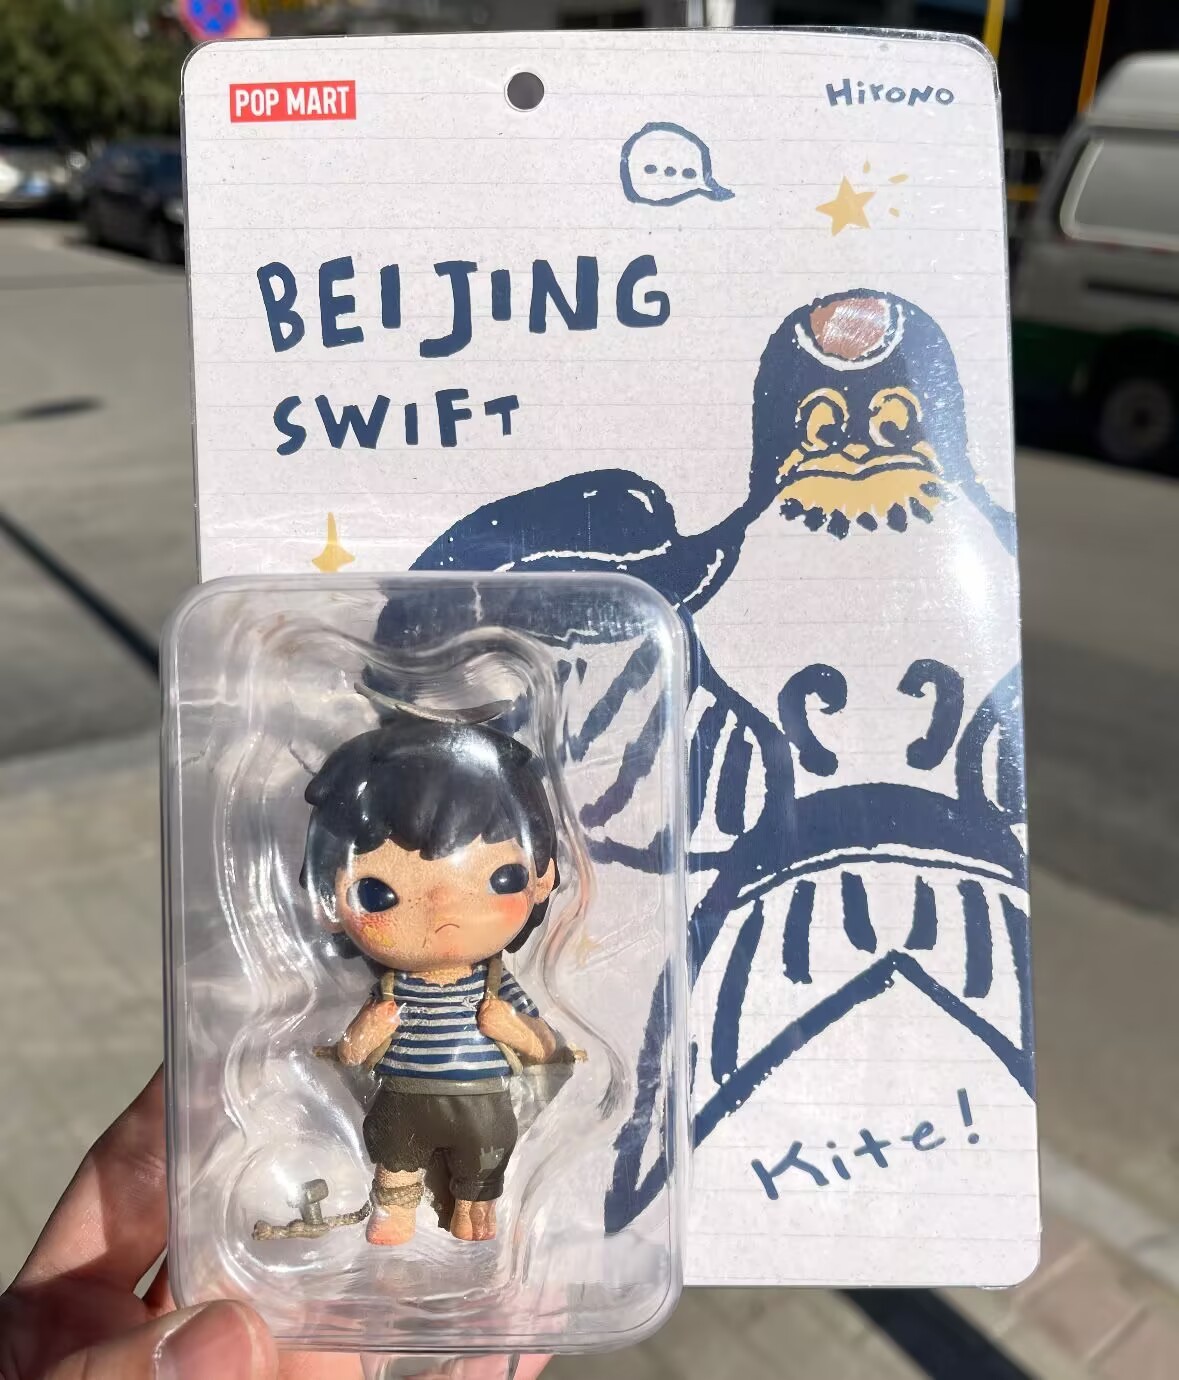 POP MART
Hirono
...
BEIJING
SWIFT
Kite!